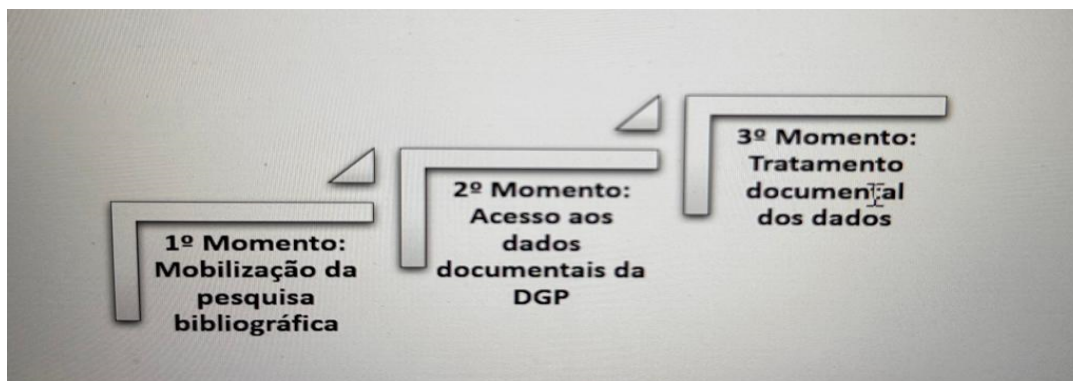 1º Momento:
Mobilização da
pesquisa
bibliográfica
2º Momento:
Acesso aos
dados
documentais da
DGP
3º Momento:
Tratamento
documental
dos dados